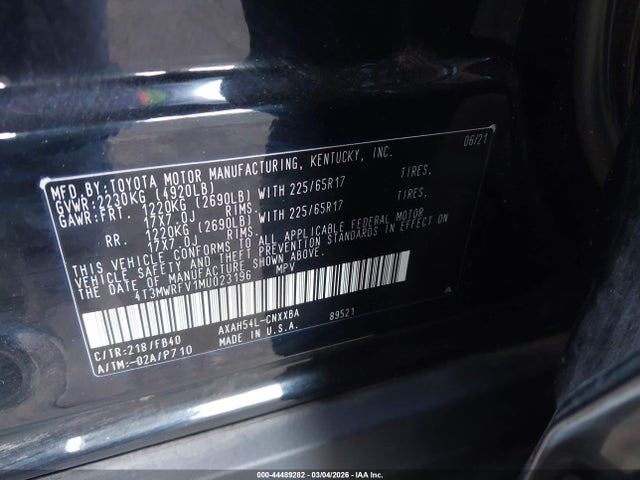 MFD.BY:TOYOTA MOTOR MANUFACTURING, KENTUCKY, INC. 06/21
GVWR:2230KG (4920LB)
GAWR:FRT. 1220KG (2690LB) WITH 225/65R17 TIRES,
17X7.0J RIMS,
RR. 1220KG (2690LB) WITH 225/65R17 TIRES,
17X7.0J RIMS,
THIS VEHICLE CONFORMS TO ALL APPLICABLE FEDERAL MOTOR
VEHICLE SAFETY AND THEFT PREVENTION STANDARDS IN EFFECT ON
THE DATE OF MANUFACTURE SHOWN ABOVE.
4T3MWRFV1MU023196 MPV
C/TR:218/FB40 AXAH54L-CNXXBA 89521
A/TM:-02A/P710 MADE IN U.S.A.
A
000-44489282 - 03/04/2026 - IAA Inc.